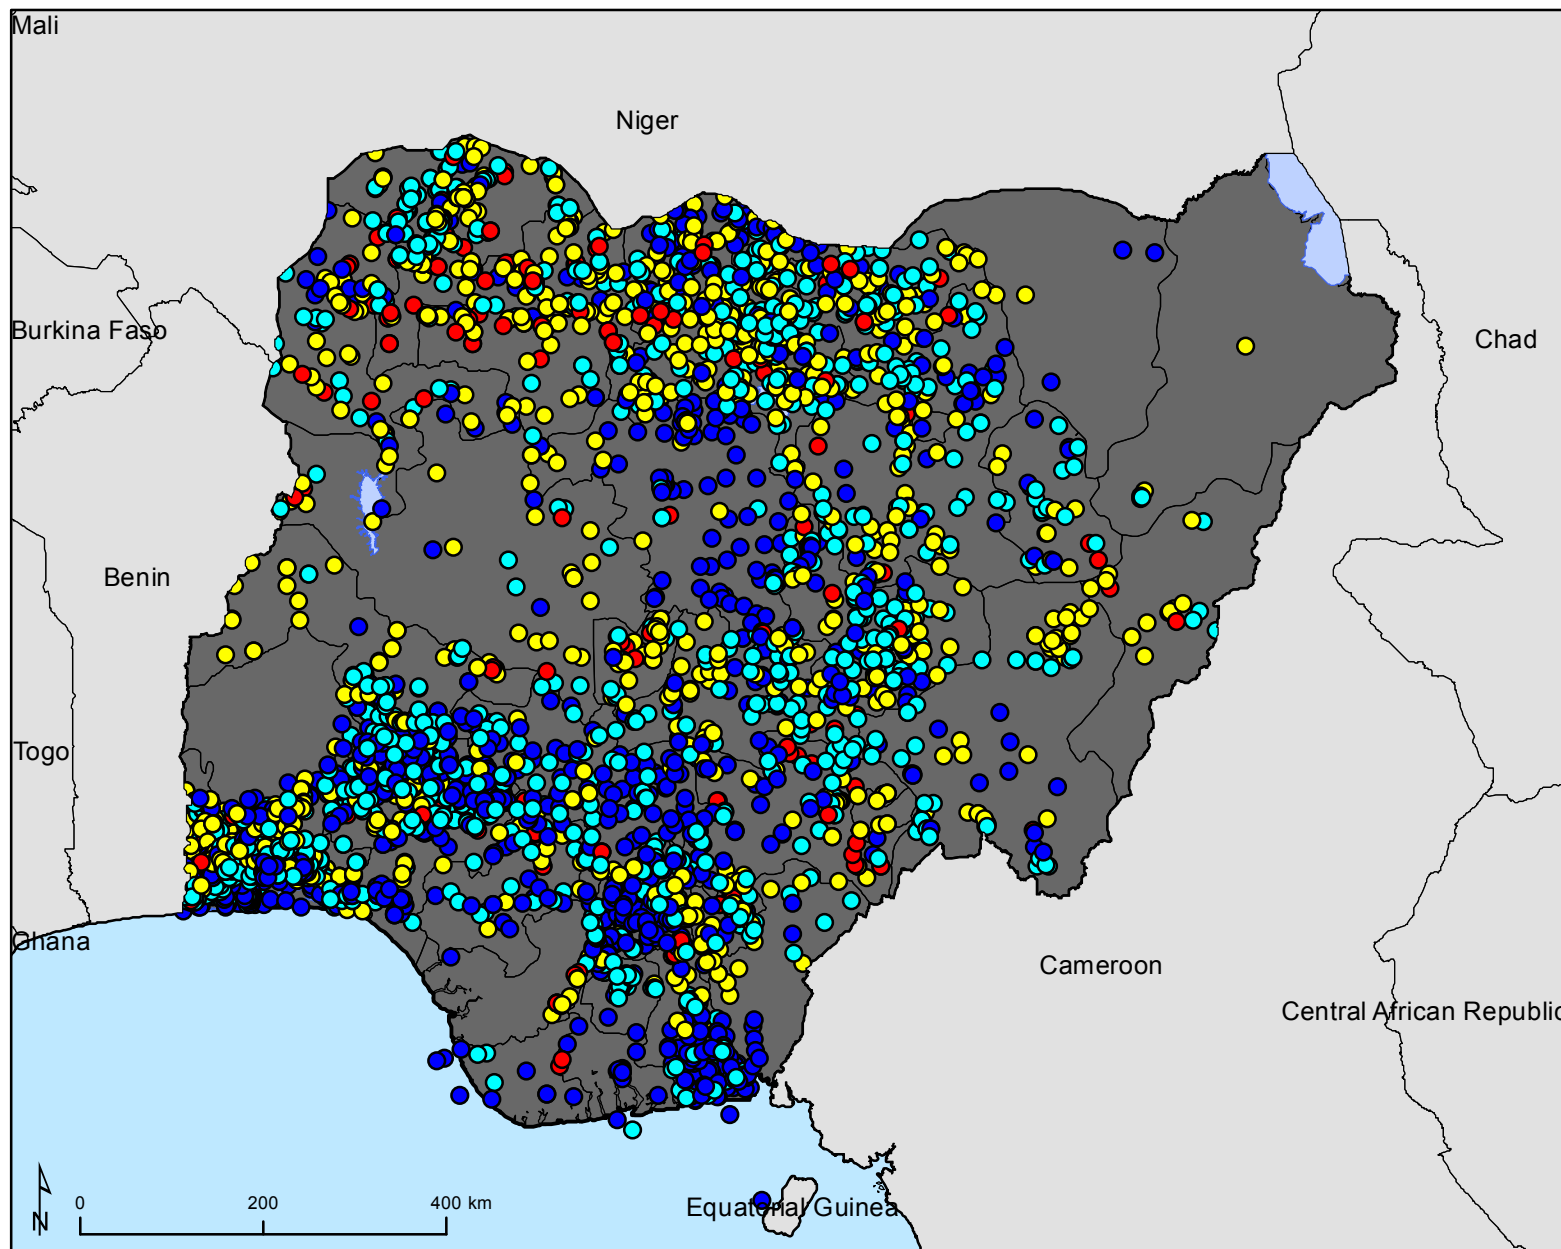 Mali
Niger
Burkina Faso
Chad
Benin
Togo
Ghana
Cameroon
Central African Republic
0 200 400 km
N
Equatorial Guinea